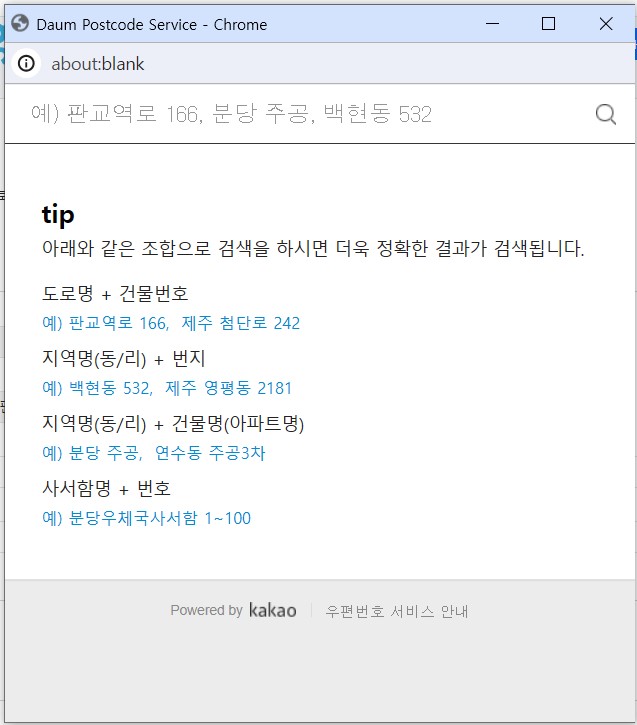 Daum Postcode Service - Chrome
about:blank
예) 판교역로 166, 분당 주공, 백현동 532
tip
아래와 같은 조합으로 검색을 하시면 더욱 정확한 결과가 검색됩니다.
도로명 + 건물번호
예) 판교역로 166, 제주 첨단로 242
지역명(동/리) + 번지
예) 백현동 532, 제주 영평동 2181
지역명(동/리) + 건물명(아파트명)
예) 분당 주공, 연수동 주공3차
사서함명 + 번호
예) 분당우체국사서함 1~100
Powered by kakao 우편번호 서비스 안내